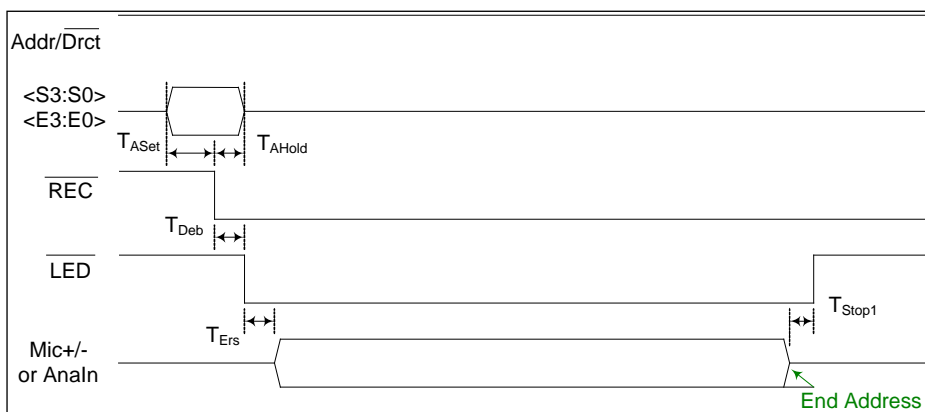 Addr/Drct
<S3:S0>
<E3:E0>
TASet
TAHold
REC
TDeb
LED
TStop1
TErs
Mic+/-
or AnaIn
End Address